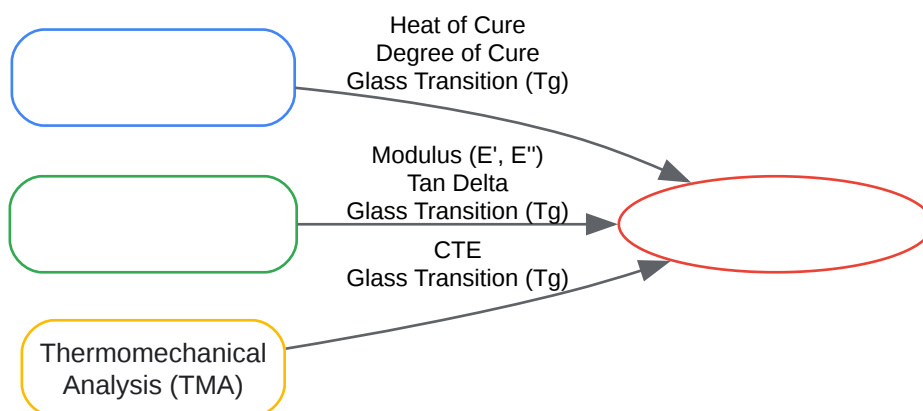 Heat of Cure
Degree of Cure
Glass Transition (Tg)
Modulus (E', E")
Tan Delta
Glass Transition (Tg)
CTE
Glass Transition (Tg)
Thermomechanical
Analysis (TMA)